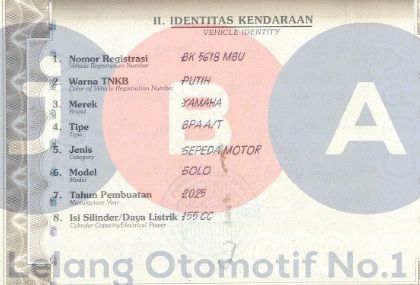 II. IDENTITAS KENDARAAN
VEHICLE IDENTITY
1. Nomor Registrasi BK 5618 MBU
Vehicle Registration Number
2. Warna TNKB PUTIH
Color of Vehicle Registration Number
3. Merek YAMAHA
Brand
4. Tipe BPA A/T
Type
5. Jenis SEPEDA MOTOR
Category
6. Model SOLO
Model
7. Tahun Pembuatan 2025
Manufacture Year
8. Isi Silinder/Daya Listrik 155 CC
Cylinder Capacity/Electrical Power
JBA
Lelang Otomotif No.1